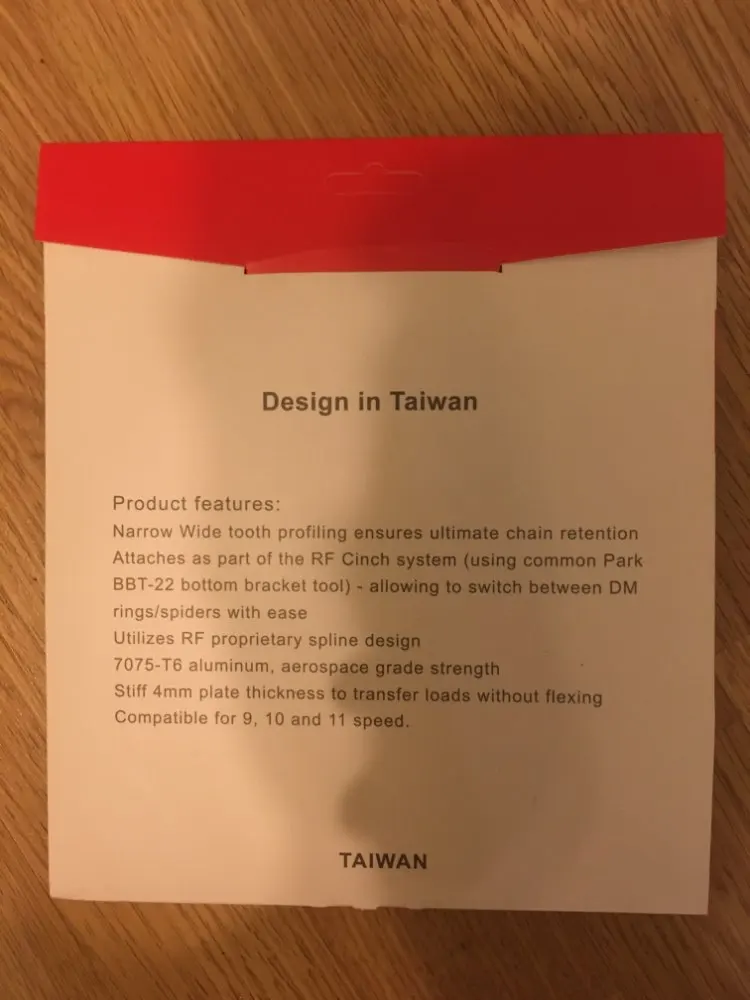 Design in Taiwan
Product features:
Narrow Wide tooth profiling ensures ultimate chain retention
Attaches as part of the RF Cinch system (using common Park
BBT-22 bottom bracket tool) - allowing to switch between DM
rings/spiders with ease
Utilizes RF proprietary spline design
7075-T6 aluminum, aerospace grade strength
Stiff 4mm plate thickness to transfer loads without flexing
Compatible for 9, 10 and 11 speed.
TAIWAN